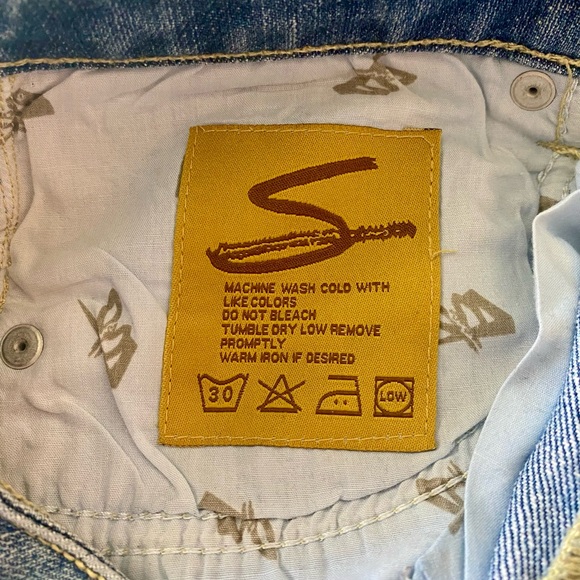 S
MACHINE WASH COLD WITH
LIKE COLORS
DO NOT BLEACH
TUMBLE DRY LOW REMOVE
PROMPTLY
WARM IRON IF DESIRED
30 LOW